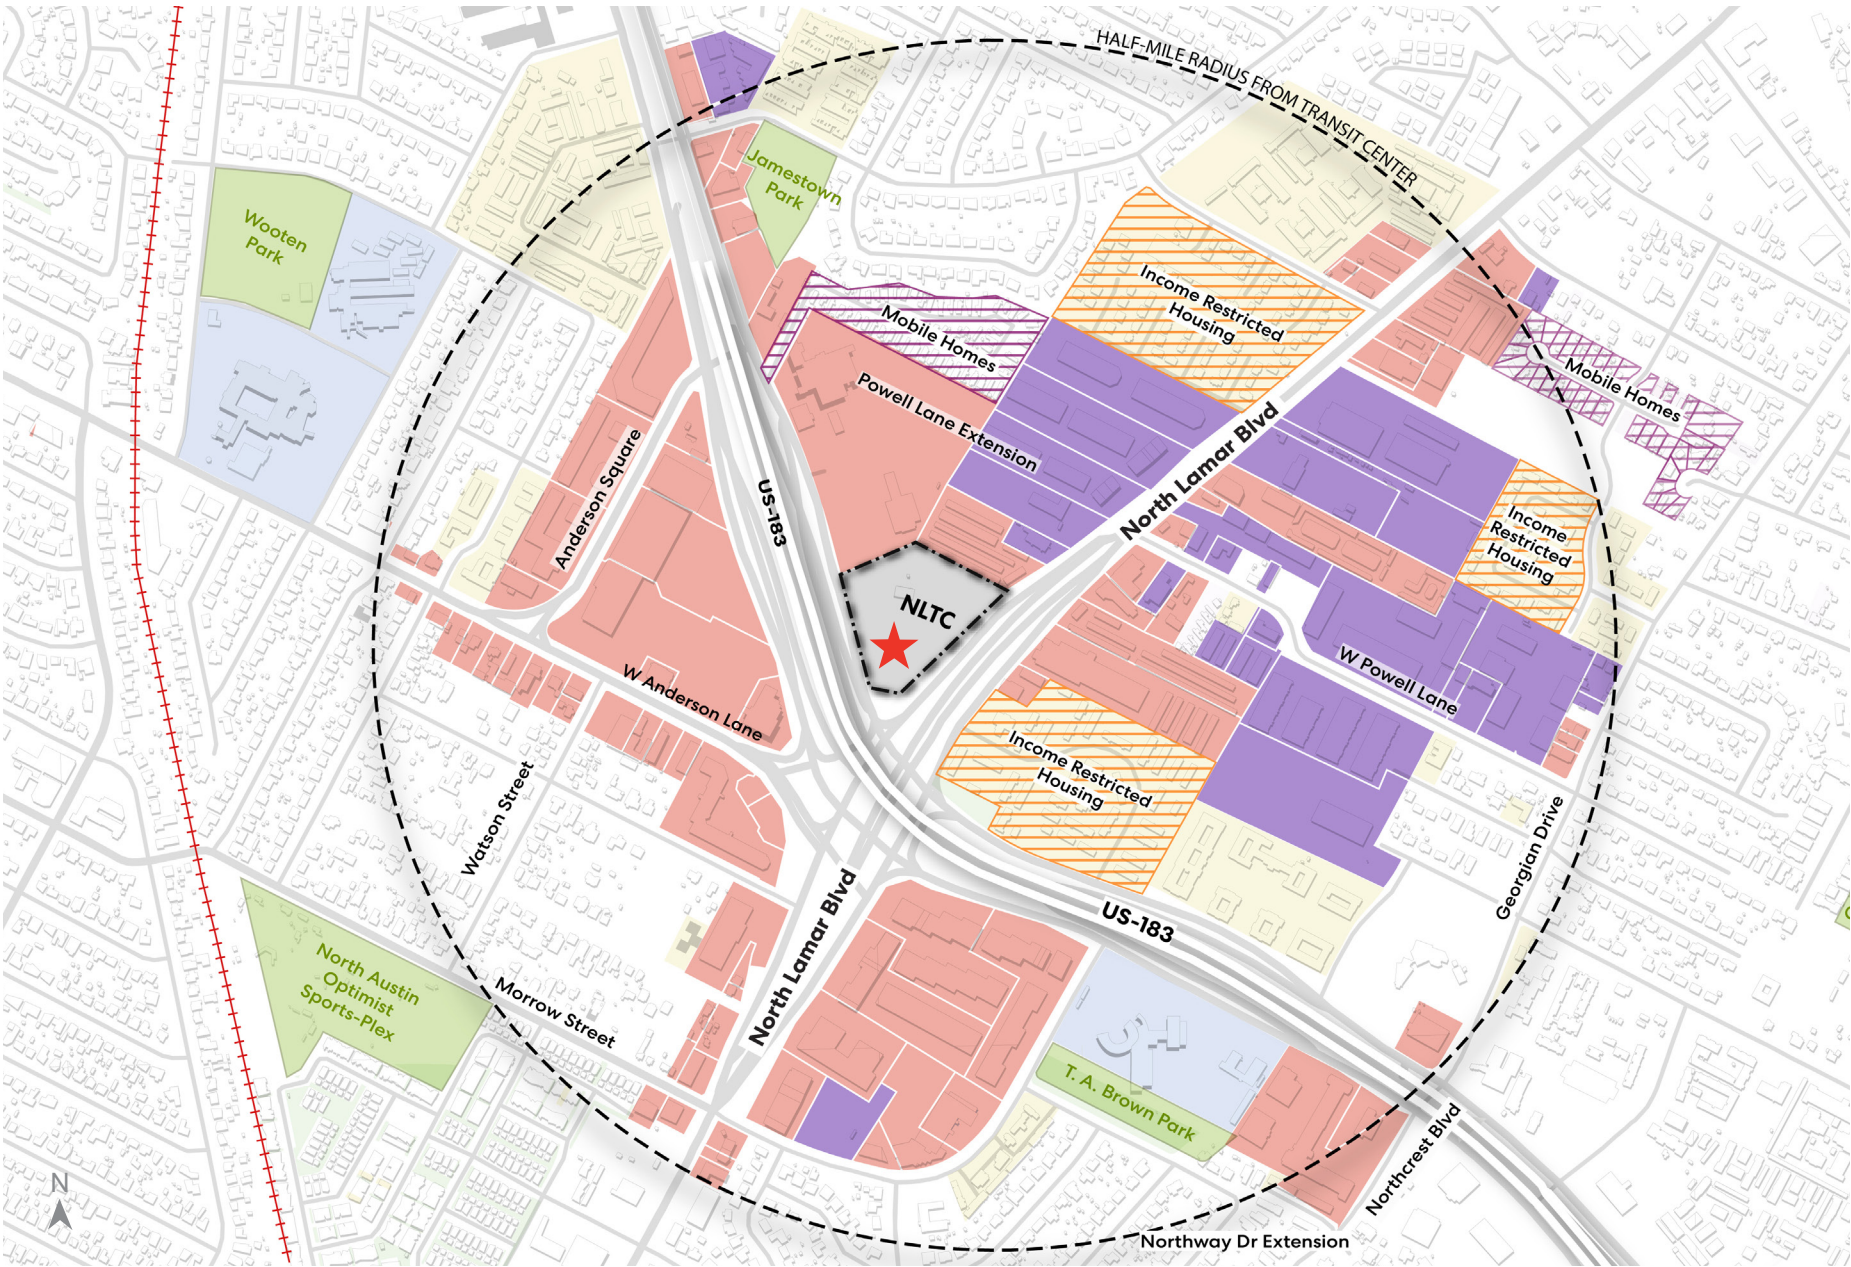 HALF-MILE RADIUS FROM TRANSIT CENTER
Jamestown
Park
Wooten
Park
Income Restricted
Housing
Mobile Homes
Mobile Homes
Powell Lane Extension
North Lamar Blvd
Anderson Square
US-183
Income
Restricted
Housing
NLTC
W Anderson Lane
W Powell Lane
Income Restricted
Housing
Watson Street
Georgian Drive
North Lamar Blvd
US-183
North Austin
Optimist
Sports-Plex
Morrow Street
T. A. Brown Park
Northcrest Blvd
N
Northway Dr Extension